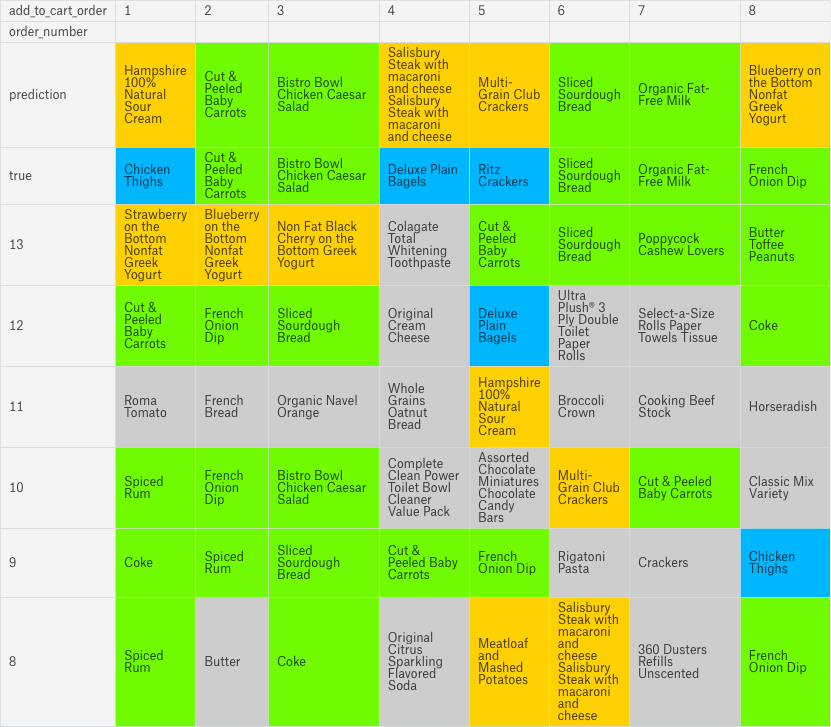 add_to_cart_order 1 2 3 4 5 6 7 8
order_number
prediction
Hampshire
100%
Natural
Sour
Cream
Cut &
Peeled
Baby
Carrots
Bistro Bowl
Chicken Caesar
Salad
Salisbury
Steak with
macaroni
and cheese
Salisbury
Steak with
macaroni
and cheese
Multi-
Grain Club
Crackers
Sliced
Sourdough
Bread
Organic Fat-
Free Milk
Blueberry on
the Bottom
Nonfat
Greek
Yogurt
true
Chicken
Thighs
Cut &
Peeled
Baby
Carrots
Bistro Bowl
Chicken Caesar
Salad
Deluxe Plain
Bagels
Ritz
Crackers
Sliced
Sourdough
Bread
Organic Fat-
Free Milk
French
Onion Dip
13
Strawberry
on the
Bottom
Nonfat
Greek
Yogurt
Blueberry
on the
Bottom
Nonfat
Greek
Yogurt
Non Fat Black
Cherry on the
Bottom Greek
Yogurt
Colagate
Total
Whitening
Toothpaste
Cut &
Peeled
Baby
Carrots
Sliced
Sourdough
Bread
Poppycock
Cashew Lovers
Butter
Toffee
Peanuts
12
Cut &
Peeled
Baby
Carrots
French
Onion
Dip
Sliced
Sourdough
Bread
Original
Cream
Cheese
Deluxe
Plain
Bagels
Ultra
Plush® 3
Ply Double
Toilet
Paper
Rolls
Select-a-Size
Rolls Paper
Towels Tissue
Coke
11
Roma
Tomato
French
Bread
Organic Navel
Orange
Whole
Grains
Oatnut
Bread
Hampshire
100%
Natural
Sour
Cream
Broccoli
Crown
Cooking Beef
Stock
Horseradish
10
Spiced
Rum
French
Onion
Dip
Bistro Bowl
Chicken Caesar
Salad
Complete
Clean Power
Toilet Bowl
Cleaner
Value Pack
Assorted
Chocolate
Miniatures
Chocolate
Candy
Bars
Multi-
Grain Club
Crackers
Cut & Peeled
Baby Carrots
Classic Mix
Variety
9
Coke
Spiced
Rum
Sliced
Sourdough
Bread
Cut &
Peeled Baby
Carrots
French
Onion Dip
Rigatoni
Pasta
Crackers
Chicken
Thighs
8
Spiced
Rum
Butter
Coke
Original
Citrus
Sparkling
Flavored
Soda
Meatloaf
and
Mashed
Potatoes
Salisbury
Steak with
macaroni
and
cheese
Salisbury
Steak with
macaroni
and
cheese
360 Dusters
Refills
Unscented
French
Onion Dip